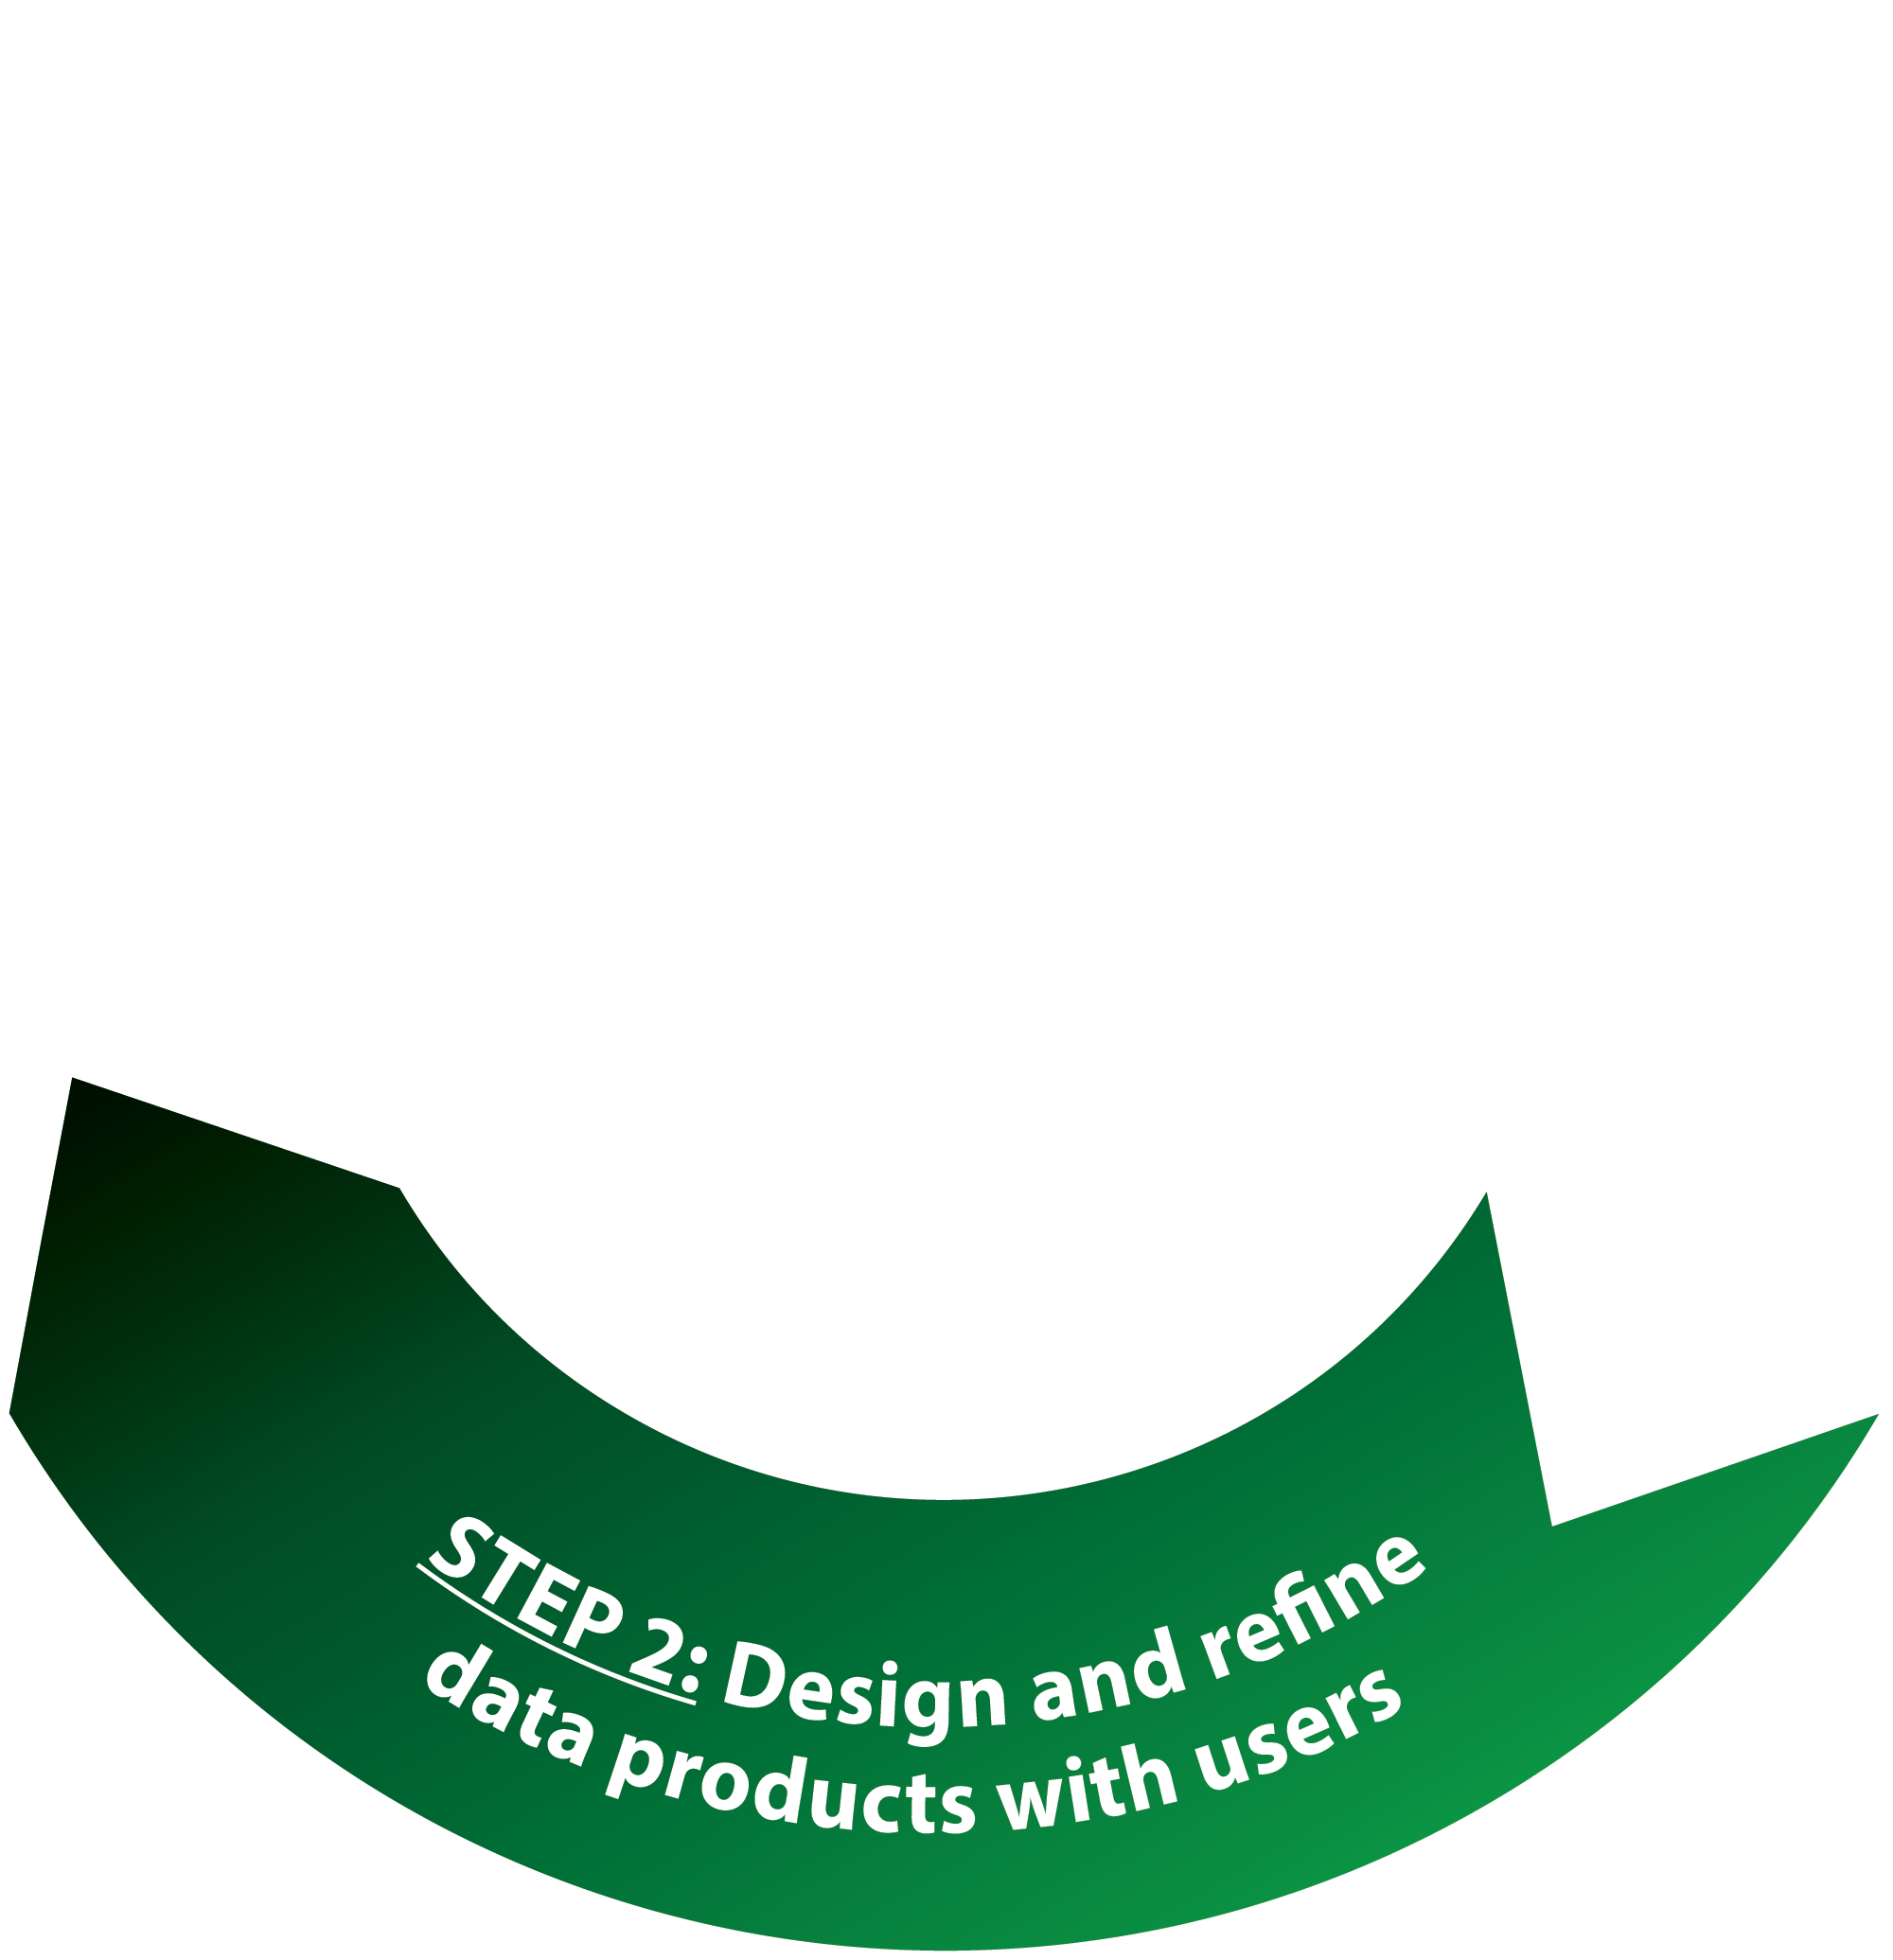 STEP 2: Design and refine
data products with users